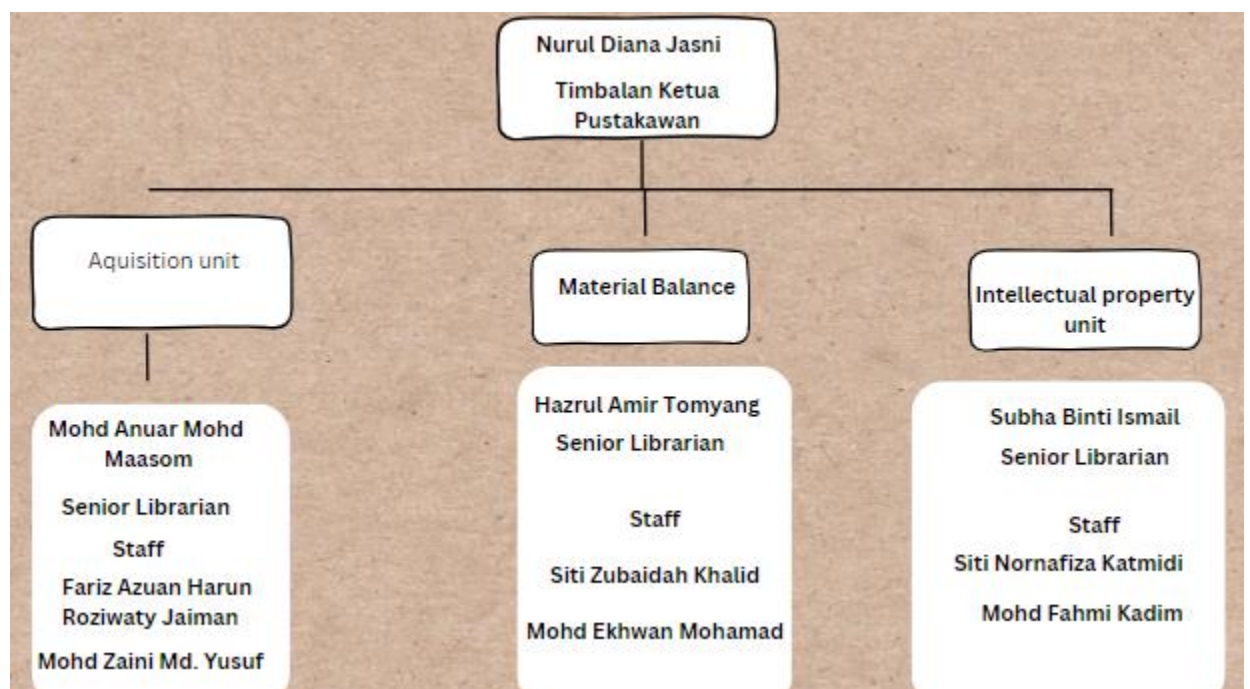 Nurul Diana Jasni
Timbalan Ketua
Pustakawan
Aquisition unit
Mohd Anuar Mohd
Maasom
Senior Librarian
Staff
Fariz Azuan Harun
Roziwaty Jaiman
Mohd Zaini Md. Yusuf
Material Balance
Hazrul Amir Tomyang
Senior Librarian
Staff
Siti Zubaidah Khalid
Mohd Ekhwan Mohamad
Intellectual property
unit
Subha Binti Ismail
Senior Librarian
Staff
Siti Nornafiza Katmidi
Mohd Fahmi Kadim